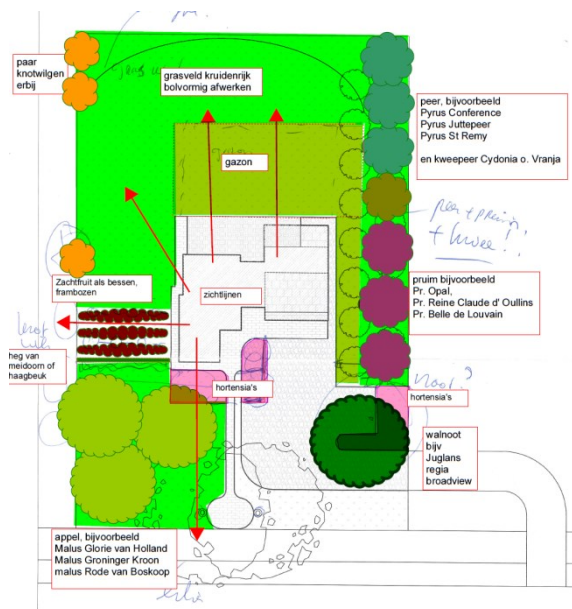 paar
knotwilgen
erbij
grasveld kruidenrijk
bolvormig afwerken
peer, bijvoorbeeld
Pyrus Conference
Pyrus Juttepeer
Pyrus St Remy
en kweepeer Cydonia o. Vranja
gazon
peer + pruim
+ kwee!
Zachtfruit als bessen,
frambozen
zichtlijnen
pruim bijvoorbeeld
Pr. Opal,
Pr. Reine Claude d' Oullins
Pr. Belle de Louvain
heg van
meidoorn of
haagbeuk
hortensia's
hortensia's
walnoot
bijv
Juglans
regia
broadview
appel, bijvoorbeeld
Malus Glorie van Holland
Malus Groninger Kroon
malus Rode van Boskoop